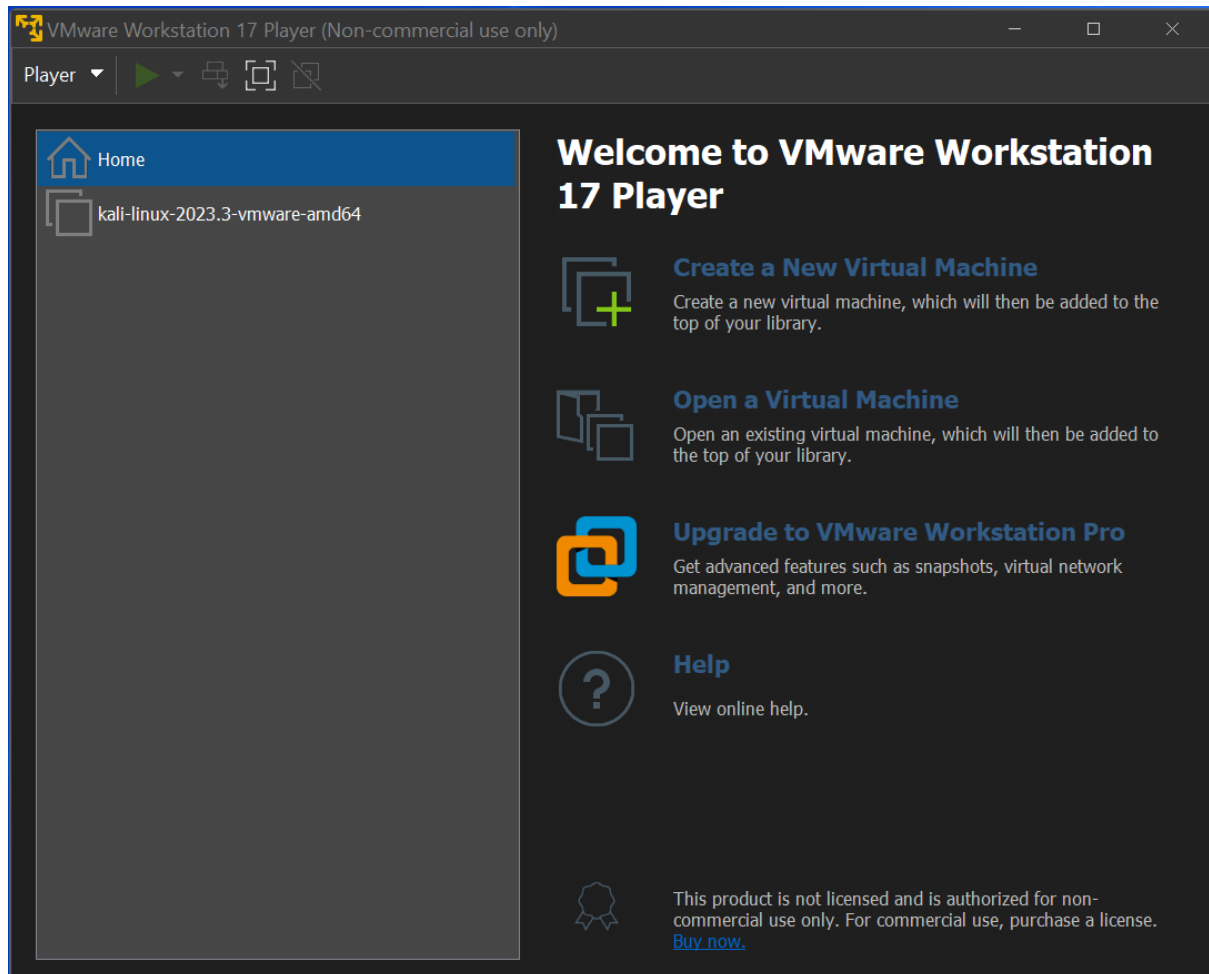 VMware Workstation 17 Player (Non-commercial use only)
Player
Home
kali-linux-2023.3-vmware-amd64
Welcome to VMware Workstation
17 Player
Create a New Virtual Machine
Create a new virtual machine, which will then be added to the
top of your library.
Open a Virtual Machine
Open an existing virtual machine, which will then be added to
the top of your library.
Upgrade to VMware Workstation Pro
Get advanced features such as snapshots, virtual network
management, and more.
?
Help
View online help.
This product is not licensed and is authorized for non-
commercial use only. For commercial use, purchase a license.
Buy now.